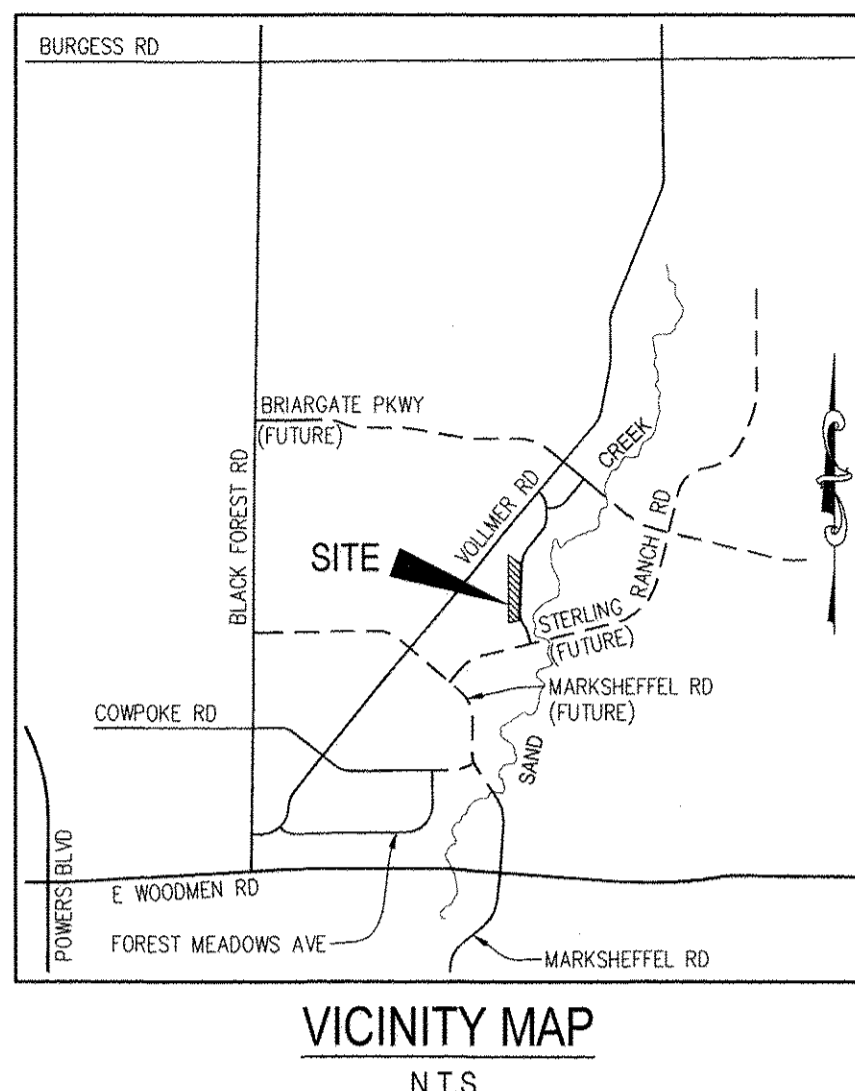 BURGESS RD
BRIARGATE PKWY
(FUTURE)
BLACK FOREST RD
VOLLMER RD
CREEK
SITE
RANCH RD
STERLING
(FUTURE)
MARKSHEFFEL RD
(FUTURE)
COWPOKE RD
SAND
POWERS BLVD
E WOODMEN RD
FOREST MEADOWS AVE
MARKSHEFFEL RD
VICINITY MAP
N.T.S.